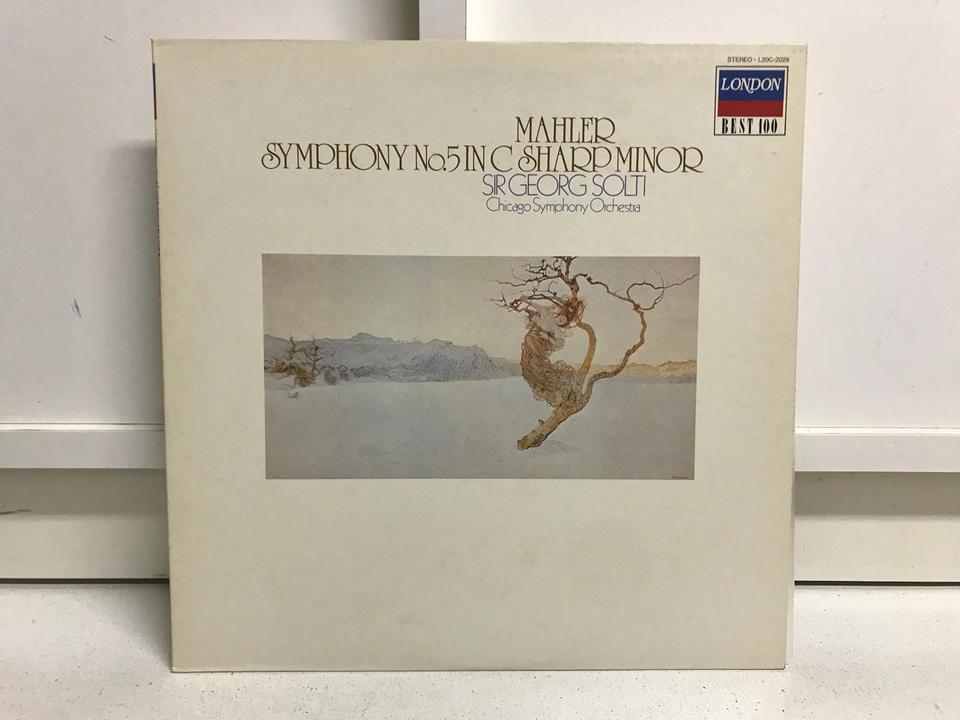 STEREO · L20C-2029
LONDON
BEST 100
MAHLER
SYMPHONY No.5 IN C SHARP MINOR
SIR GEORG SOLTI
Chicago Symphony Orchestra